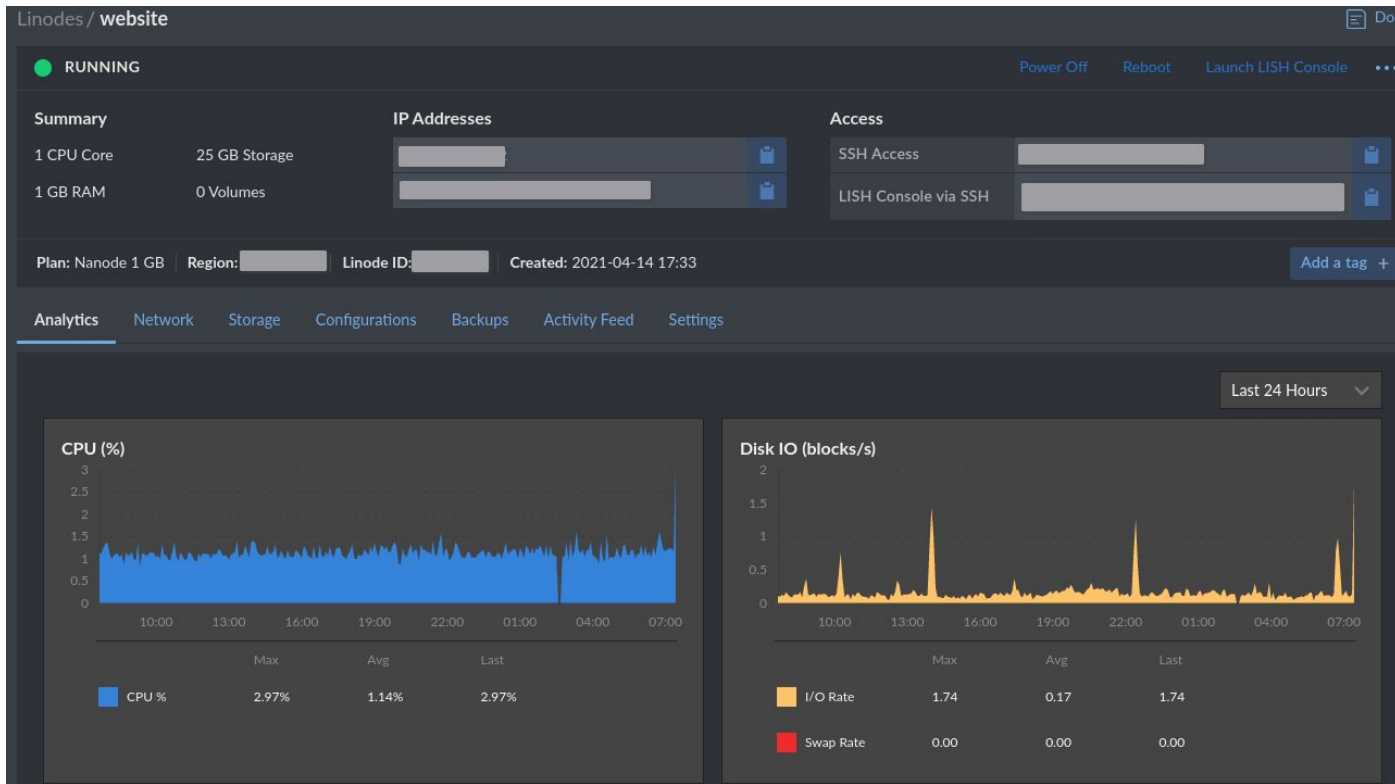 Linodes / website
Do
RUNNING
Power Off Reboot Launch LISH Console ...
Summary
1 CPU Core 25 GB Storage
1 GB RAM 0 Volumes
IP Addresses
Access
SSH Access
LISH Console via SSH
Plan: Nanode 1 GB Region: Linode ID: Created: 2021-04-14 17:33
Add a tag +
Analytics Network Storage Configurations Backups Activity Feed Settings
Last 24 Hours
CPU (%)
3
2.5
2
1.5
1
0.5
0
10:00 13:00 16:00 19:00 22:00 01:00 04:00 07:00
Max Avg Last
CPU % 2.97% 1.14% 2.97%
Disk IO (blocks/s)
2
1.5
1
0.5
0
10:00 13:00 16:00 19:00 22:00 01:00 04:00 07:00
Max Avg Last
I/O Rate 1.74 0.17 1.74
Swap Rate 0.00 0.00 0.00